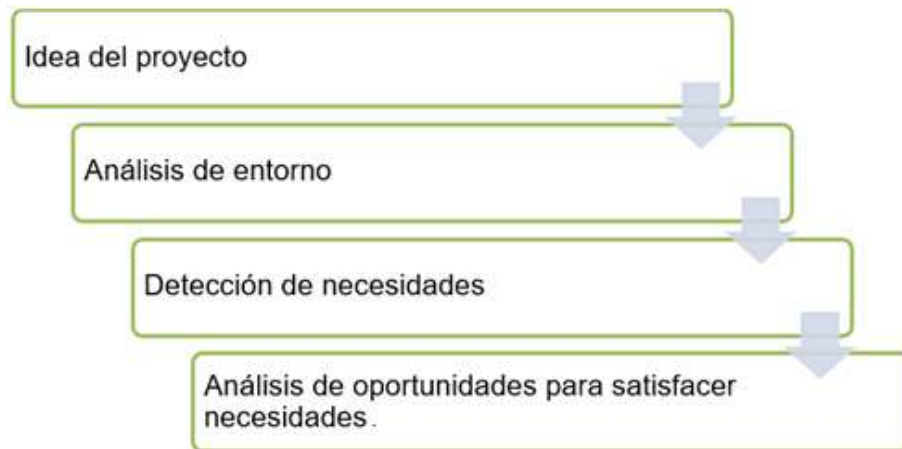 Idea del proyecto
Análisis de entorno
Detección de necesidades
Análisis de oportunidades para satisfacer
necesidades.